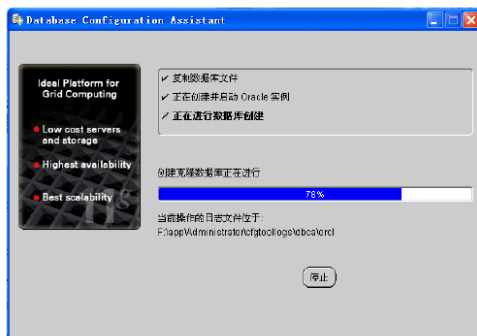 Database Configuration Assistant
Ideal Platform for
Grid Computing
Low cost servers
and storage
Highest availability
Best scalability
复制数据库文件
正在创建并启动 Oracle 实例
正在进行数据库创建
创建克隆数据库正在进行
78%
当前操作的日志文件位于:
F:\app\Administrator\cfgtoollogs\dbca\orcl
停止